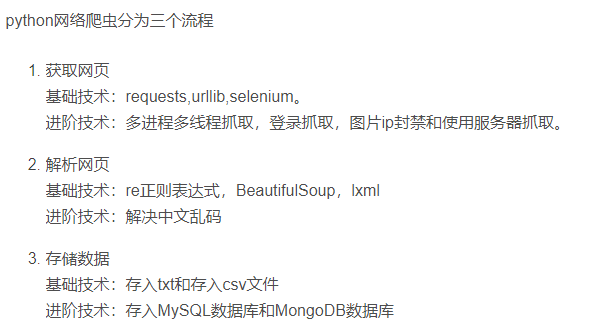 python网络爬虫分为三个流程
1. 获取网页
基础技术：requests,urllib,selenium。
进阶技术：多进程多线程抓取，登录抓取，图片ip封禁和使用服务器抓取。
2. 解析网页
基础技术：re正则表达式，BeautifulSoup，lxml
进阶技术：解决中文乱码
3. 存储数据
基础技术：存入txt和存入csv文件
进阶技术：存入MySQL数据库和MongoDB数据库